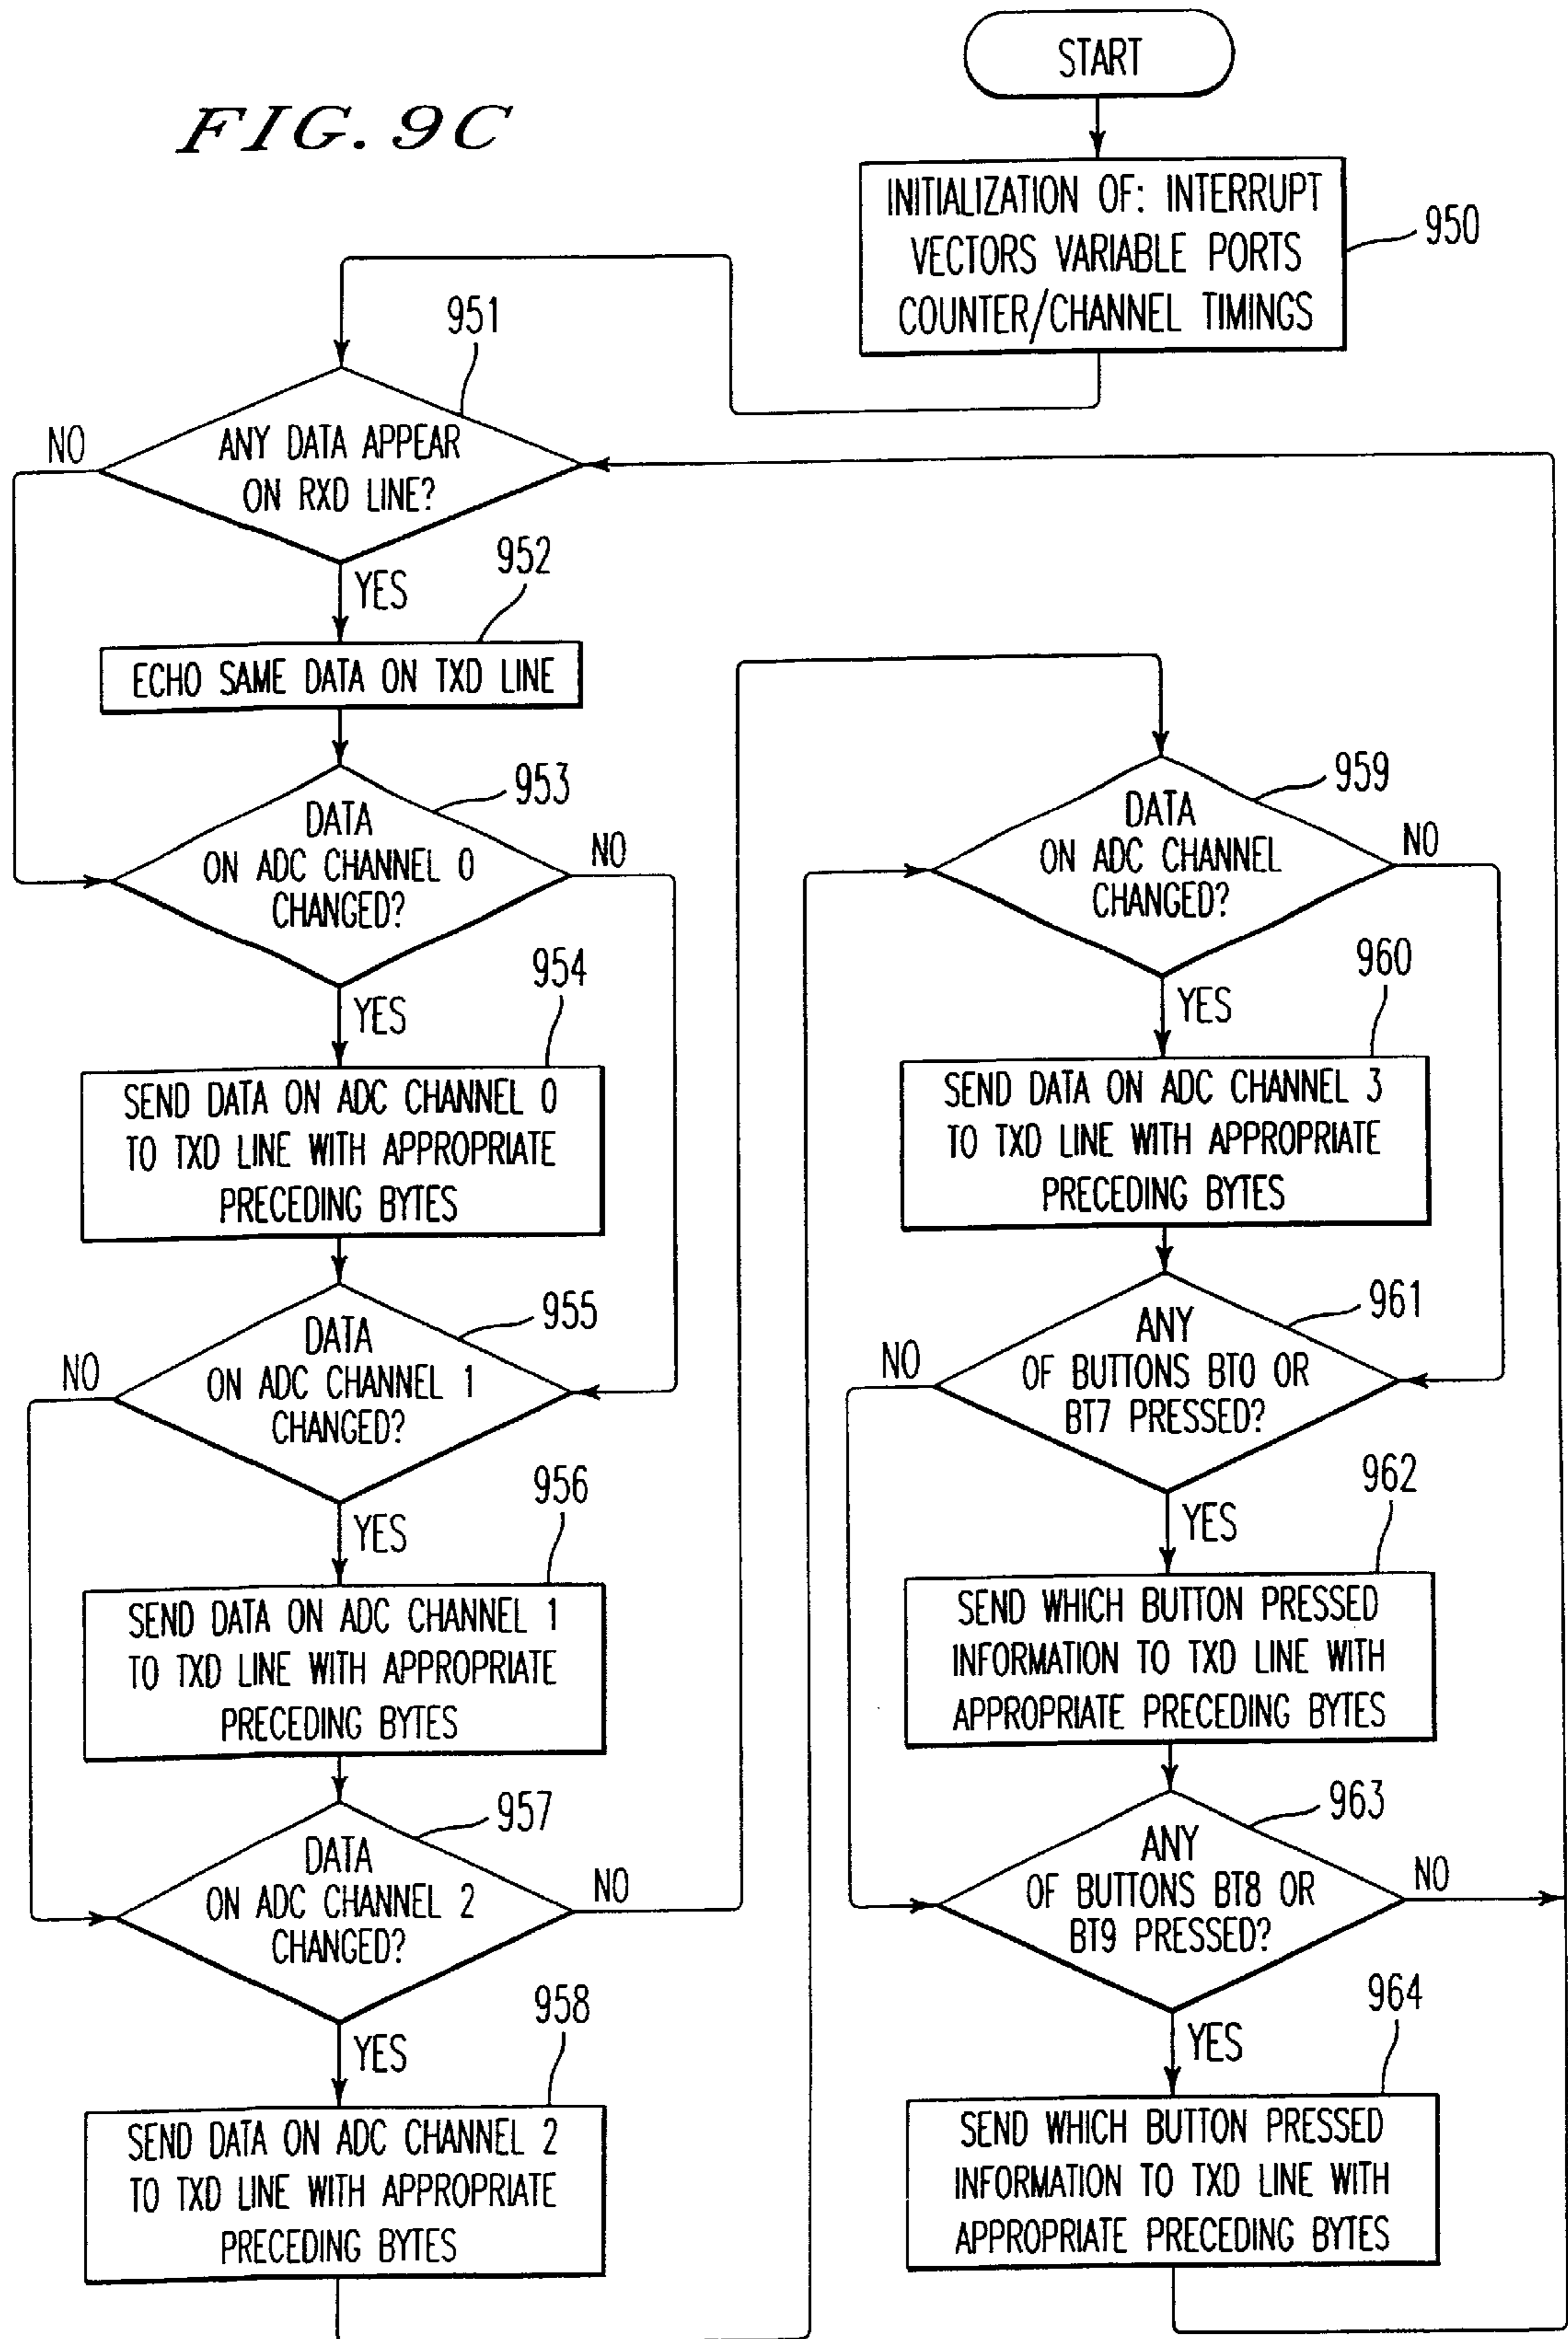 FIG. 9C
START
INITIALIZATION OF: INTERRUPT
VECTORS VARIABLE PORTS
COUNTER/CHANNEL TIMINGS
950
951
ANY DATA APPEAR
ON RXD LINE?
NO
YES
952
ECHO SAME DATA ON TXD LINE
953
DATA
ON ADC CHANNEL 0
CHANGED?
NO
YES
954
SEND DATA ON ADC CHANNEL 0
TO TXD LINE WITH APPROPRIATE
PRECEDING BYTES
955
DATA
ON ADC CHANNEL 1
CHANGED?
NO
YES
956
SEND DATA ON ADC CHANNEL 1
TO TXD LINE WITH APPROPRIATE
PRECEDING BYTES
957
DATA
ON ADC CHANNEL 2
CHANGED?
NO
YES
958
SEND DATA ON ADC CHANNEL 2
TO TXD LINE WITH APPROPRIATE
PRECEDING BYTES
959
DATA
ON ADC CHANNEL
CHANGED?
NO
YES
960
SEND DATA ON ADC CHANNEL 3
TO TXD LINE WITH APPROPRIATE
PRECEDING BYTES
961
ANY
OF BUTTONS BT0 OR
BT7 PRESSED?
NO
YES
962
SEND WHICH BUTTON PRESSED
INFORMATION TO TXD LINE WITH
APPROPRIATE PRECEDING BYTES
963
ANY
OF BUTTONS BT8 OR
BT9 PRESSED?
NO
YES
964
SEND WHICH BUTTON PRESSED
INFORMATION TO TXD LINE WITH
APPROPRIATE PRECEDING BYTES